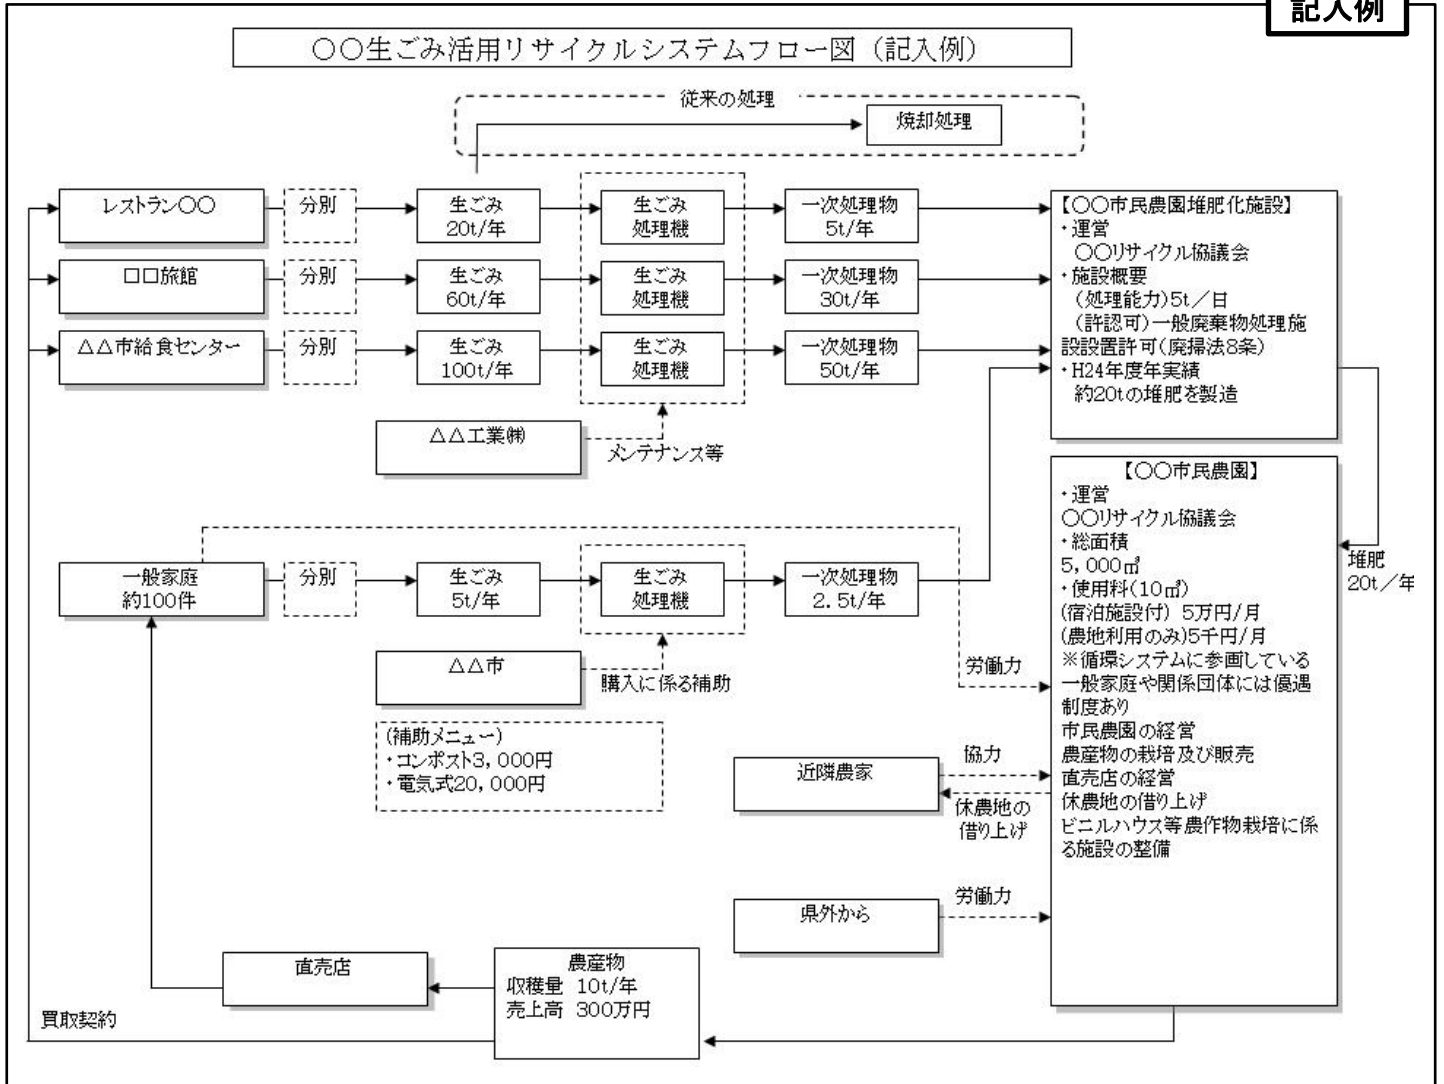 記入例
〇〇生ごみ活用リサイクルシステムフロー図（記入例）
従来の処理
焼却処理
レストラン〇〇
分別
生ごみ
20t/年
生ごみ
処理機
一次処理物
5t/年
□□旅館
分別
生ごみ
60t/年
生ごみ
処理機
一次処理物
30t/年
△△市給食センター
分別
生ごみ
100t/年
生ごみ
処理機
一次処理物
50t/年
【〇〇市民農園堆肥化施設】
・運営
〇〇リサイクル協議会
・施設概要
（処理能力）5t／日
（許認可）一般廃棄物処理施
設設置許可（廃掃法8条）
・H24年度年実績
約20tの堆肥を製造
△△工業㈱
メンテナンス等
一般家庭
約100件
分別
生ごみ
5t/年
生ごみ
処理機
一次処理物
2.5t/年
△△市
購入に係る補助
（補助メニュー）
・コンポスト3,000円
・電気式20,000円
労働力
近隣農家
協力
休農地の
借り上げ
県外から
労働力
【〇〇市民農園】
・運営
〇〇リサイクル協議会
・総面積
5,000㎡
・使用料（10㎡）
（宿泊施設付）5万円/月
（農地利用のみ）5千円/月
※循環システムに参画している
一般家庭や関係団体には優遇
制度あり
市民農園の経営
農産物の栽培及び販売
直売店の経営
休農地の借り上げ
ビニルハウス等農作物栽培に係
る施設の整備
堆肥
20t／年
直売店
農産物
収穫量 10t/年
売上高 300万円
買取契約